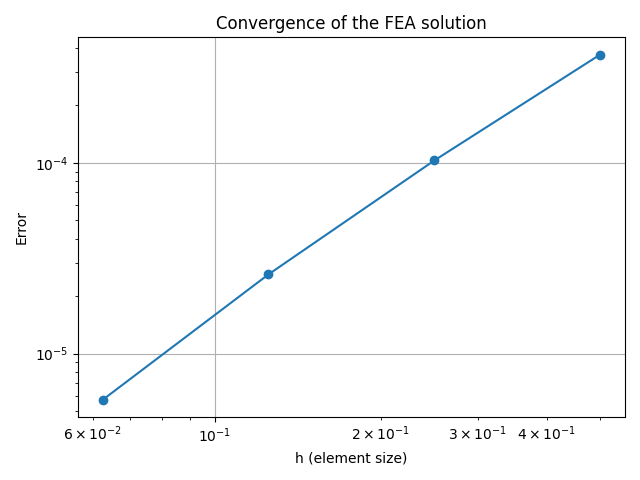 Convergence of the FEA solution
Error
10⁻⁴
10⁻⁵
6 × 10⁻² 10⁻¹ 2 × 10⁻¹ 3 × 10⁻¹ 4 × 10⁻¹
h (element size)